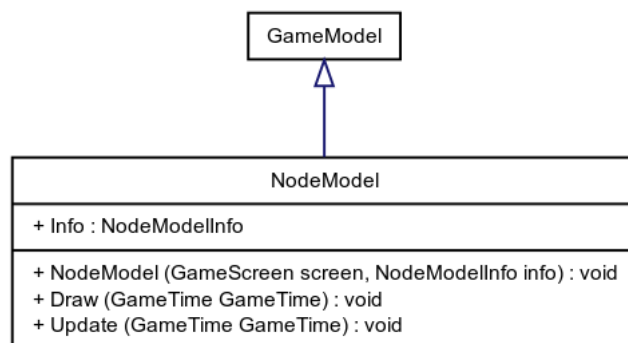 GameModel
NodeModel
+ Info : NodeModelInfo
+ NodeModel (GameScreen screen, NodeModelInfo info) : void
+ Draw (GameTime GameTime) : void
+ Update (GameTime GameTime) : void